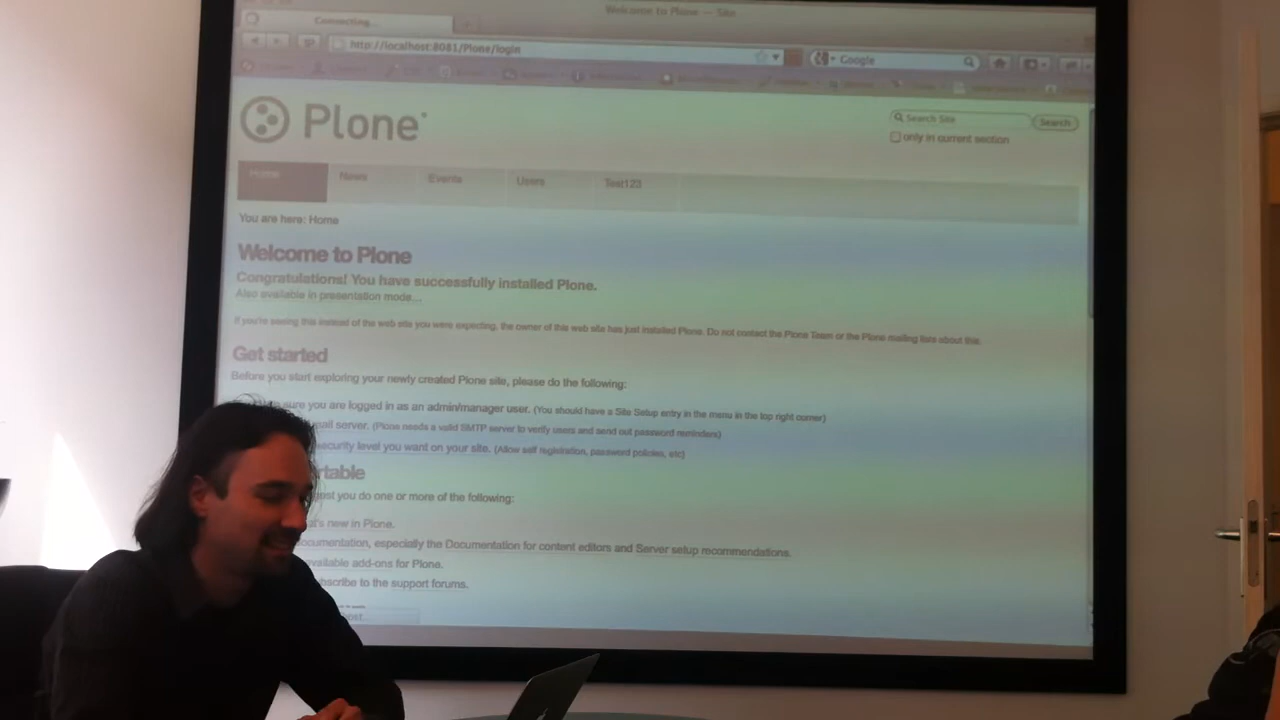 Welcome to Plone — Site
Connecting...
http://localhost:8081/Plone/login
Google
Plone
Search Site
Search
only in current section
Home
News
Events
Users
Test123
You are here: Home
Welcome to Plone
Congratulations! You have successfully installed Plone.
Also available in presentation mode...
If you're seeing this instead of the web site you were expecting, the owner of this web site has just installed Plone. Do not contact the Plone Team or the Plone mailing lists about this.
Get started
Before you start exploring your newly created Plone site, please do the following:
sure you are logged in as an admin/manager user. (You should have a Site Setup entry in the menu in the top right corner)
mail server. (Plone needs a valid SMTP server to verify users and send out password reminders)
security level you want on your site. (Allow self registration, password policies, etc)
rtable
gest you do one or more of the following:
at's new in Plone.
ocumentation, especially the Documentation for content editors and Server setup recommendations.
available add-ons for Plone.
bscribe to the support forums.